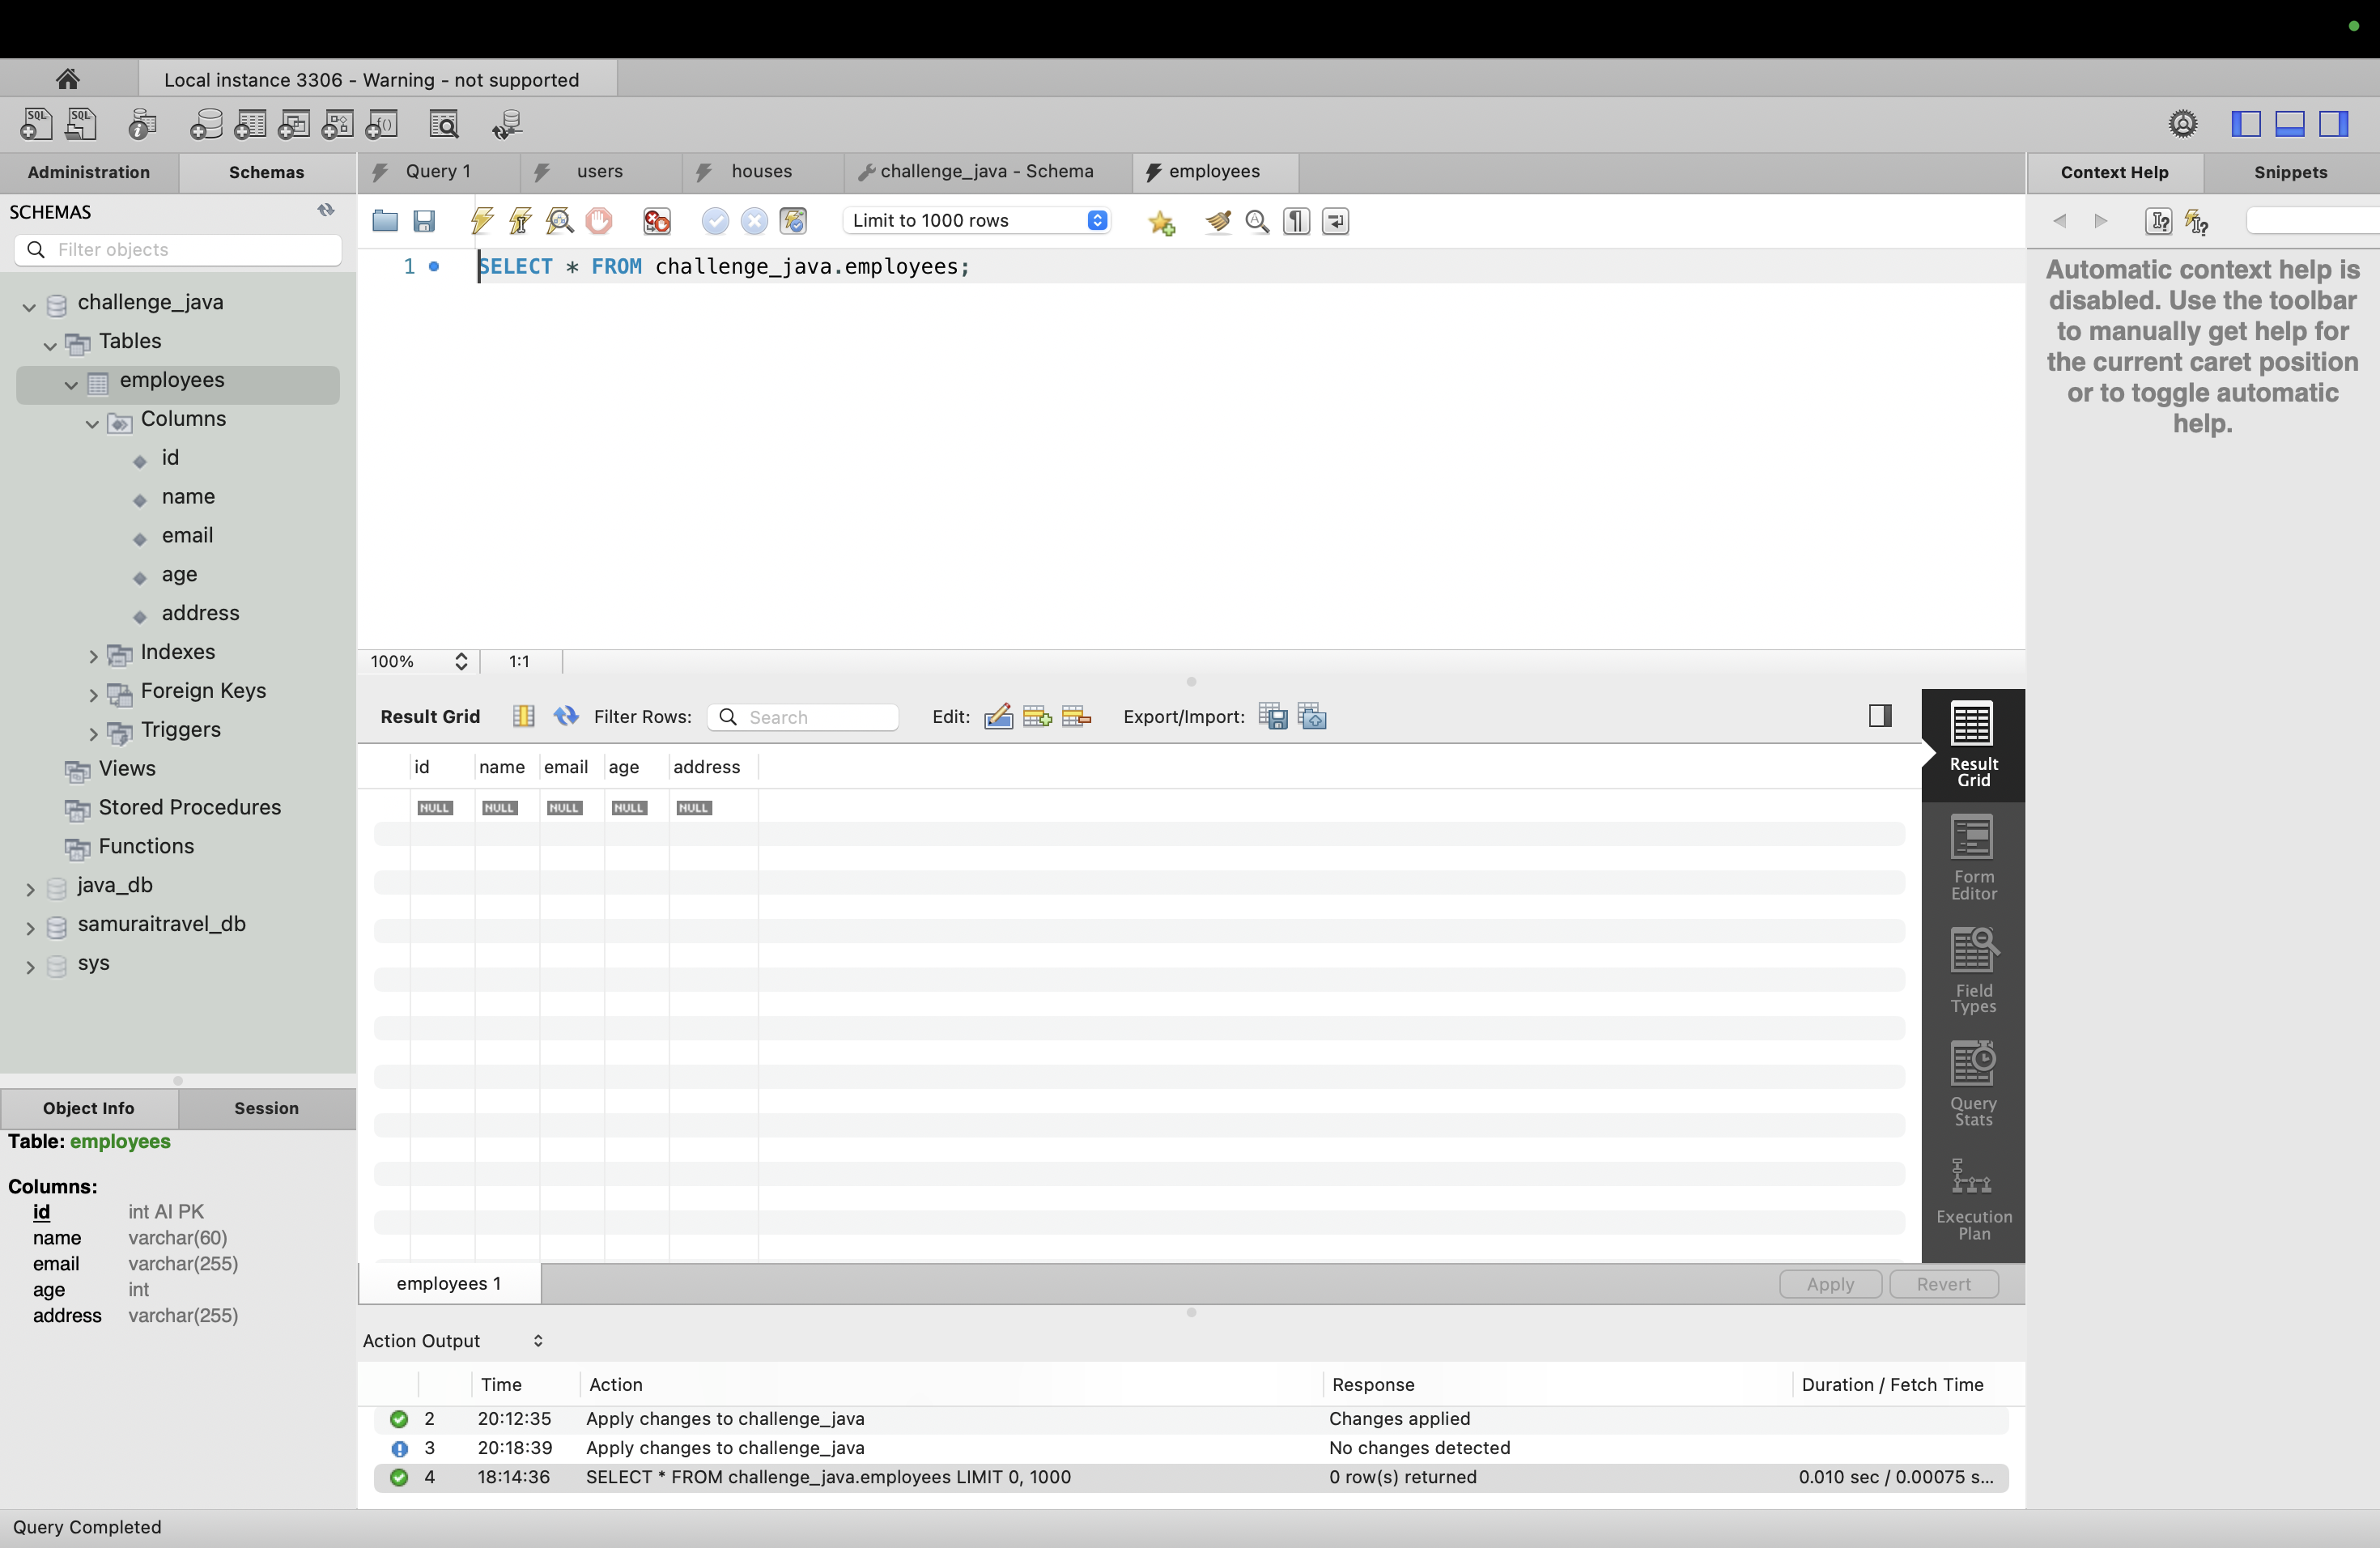 Local instance 3306 - Warning - not supported
SQL
SQL
Administration
Schemas
Query 1
users
houses
challenge_java - Schema
employees
Context Help
Snippets
SCHEMAS
Filter objects
Limit to 1000 rows
1
SELECT * FROM challenge_java.employees;
Automatic context help is
disabled. Use the toolbar
to manually get help for
the current caret position
or to toggle automatic
help.
challenge_java
Tables
employees
Columns
id
name
email
age
address
Indexes
Foreign Keys
Triggers
Views
Stored Procedures
Functions
java_db
samuraitravel_db
sys
100%
1:1
Result Grid
Filter Rows:
Search
Edit:
Export/Import:
id name email age address
NULL NULL NULL NULL NULL
Result
Grid
Form
Editor
Field
Types
Query
Stats
Execution
Plan
Object Info
Session
Table: employees
Columns:
id int AI PK
name varchar(60)
email varchar(255)
age int
address varchar(255)
employees 1
Apply
Revert
Action Output
Time Action Response Duration / Fetch Time
2 20:12:35 Apply changes to challenge_java Changes applied
3 20:18:39 Apply changes to challenge_java No changes detected
4 18:14:36 SELECT * FROM challenge_java.employees LIMIT 0, 1000 0 row(s) returned 0.010 sec / 0.00075 s...
Query Completed